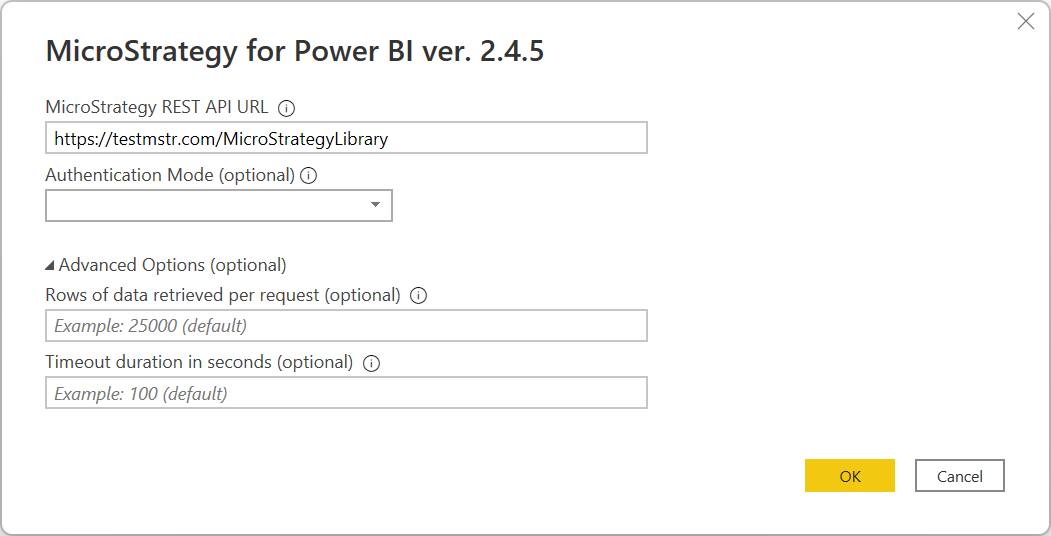 MicroStrategy for Power BI ver. 2.4.5
MicroStrategy REST API URL
https://testmstr.com/MicroStrategyLibrary
Authentication Mode (optional)
Advanced Options (optional)
Rows of data retrieved per request (optional)
Example: 25000 (default)
Timeout duration in seconds (optional)
Example: 100 (default)
OK
Cancel